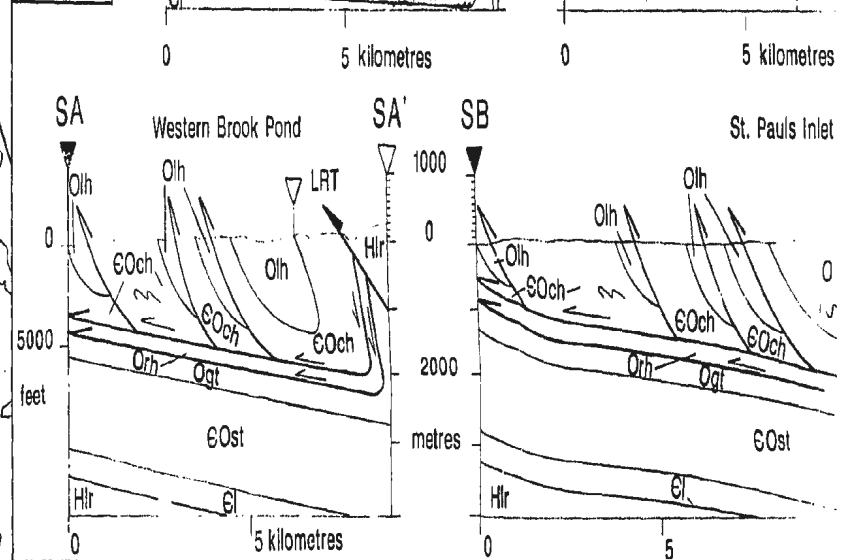 0 5 kilometres 0 5 kilometres
SA SA' SB
Western Brook Pond St. Pauls Inlet
1000
Olh Olh LRT Olh Olh
0 Hlr 0
Olh Olh O
ЄOch ЄOch
ЄOch ЄOch ЄOch ЄOch
5000
Orh Ogt 2000 Orh Ogt
feet
ЄOst metres ЄOst
Hlr Єl Hlr Єl
0 5 kilometres 0 5